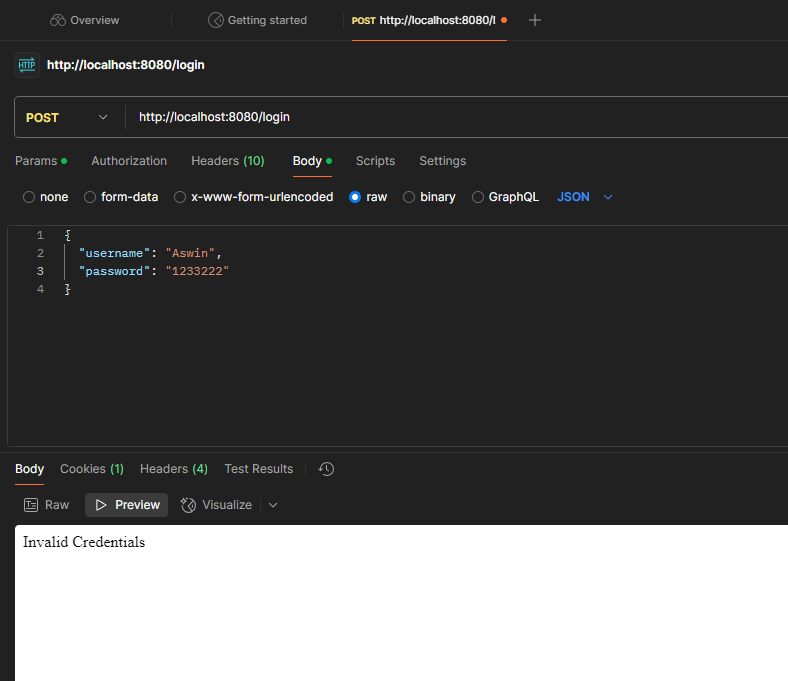 Overview Getting started POST http://localhost:8080/l
HTTP http://localhost:8080/login
POST http://localhost:8080/login
Params Authorization Headers (10) Body Scripts Settings
none form-data x-www-form-urlencoded raw binary GraphQL JSON
1 {
2 "username": "Aswin",
3 "password": "1233222"
4 }
Body Cookies (1) Headers (4) Test Results
Raw Preview Visualize
Invalid Credentials